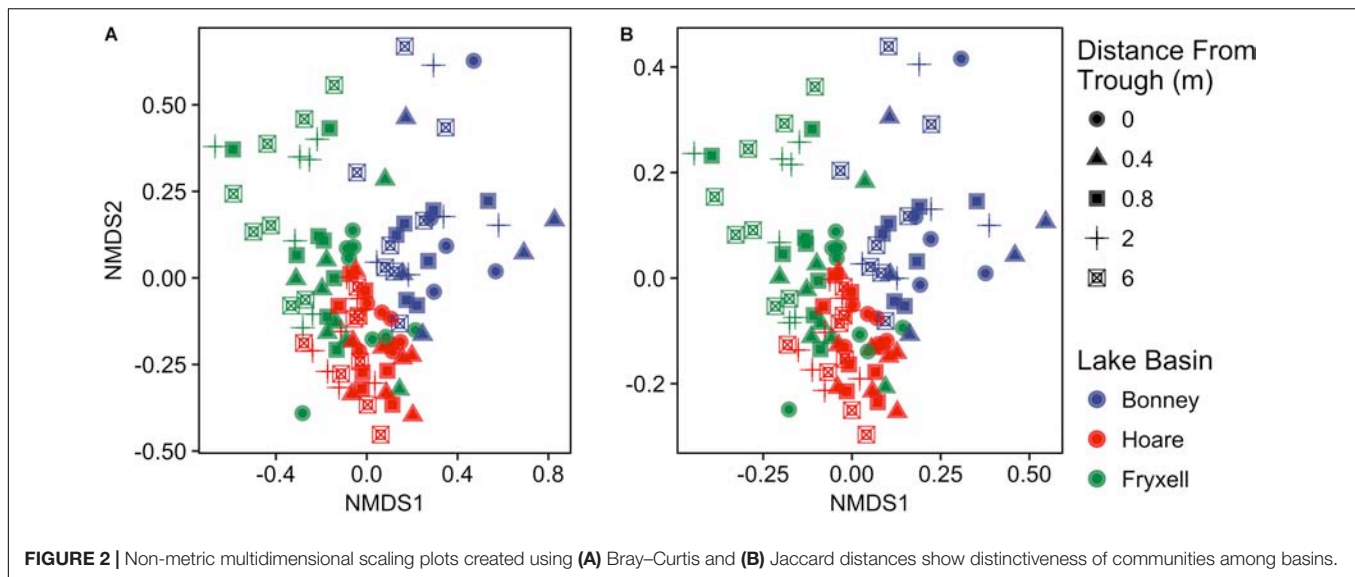 A
B
0.50
0.25
0.00
-0.25
-0.50
NMDS2
-0.4
0.0
0.4
0.8
NMDS1
0.4
0.2
0.0
-0.2
-0.25
0.00
0.25
0.50
NMDS1
Distance From
Trough (m)
0
0.4
0.8
2
6
Lake Basin
Bonney
Hoare
Fryxell
FIGURE 2 | Non-metric multidimensional scaling plots created using (A) Bray–Curtis and (B) Jaccard distances show distinctiveness of communities among basins.